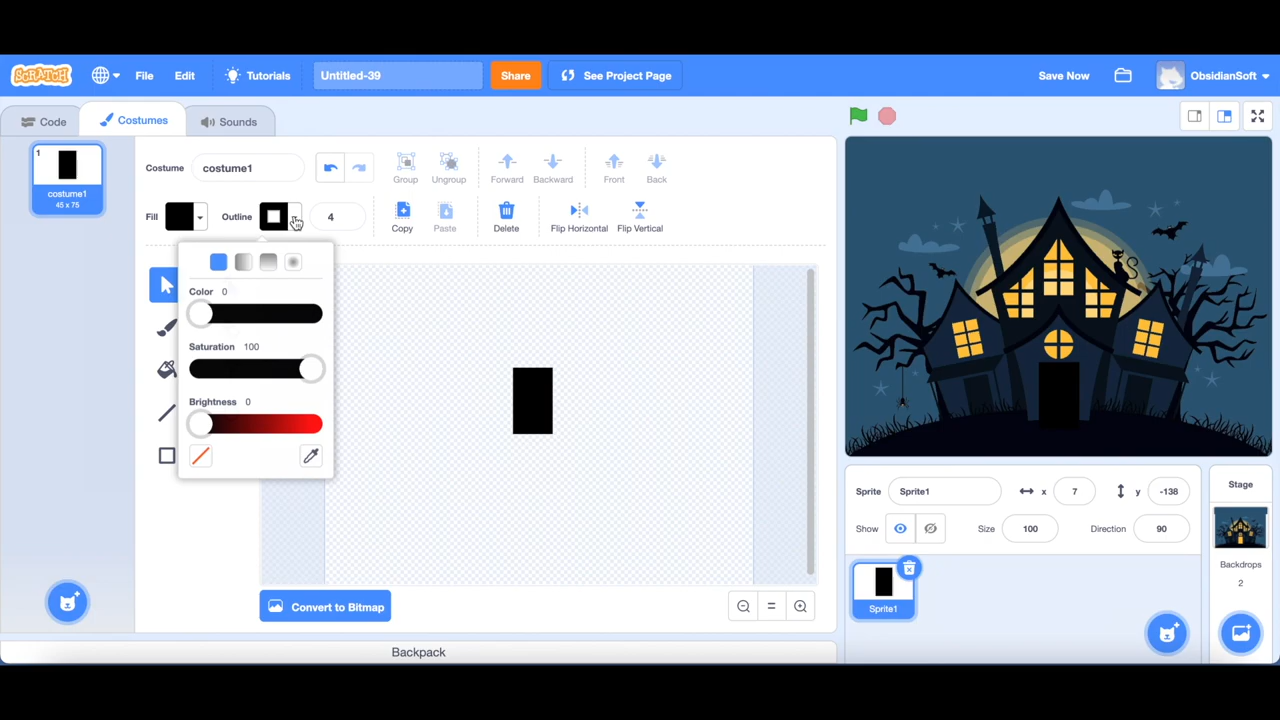 SCRATCH File Edit Tutorials Untitled-39 Share See Project Page Save Now ObsidianSoft
Code Costumes Sounds
1
costume1
45 x 75
Costume costume1 Group Ungroup Forward Backward Front Back
Fill Outline 4 Copy Paste Delete Flip Horizontal Flip Vertical
Color 0
Saturation 100
Brightness 0
Convert to Bitmap
Backpack
Sprite Sprite1 x 7 y -138
Show Size 100 Direction 90
Sprite1
Stage
Backdrops
2